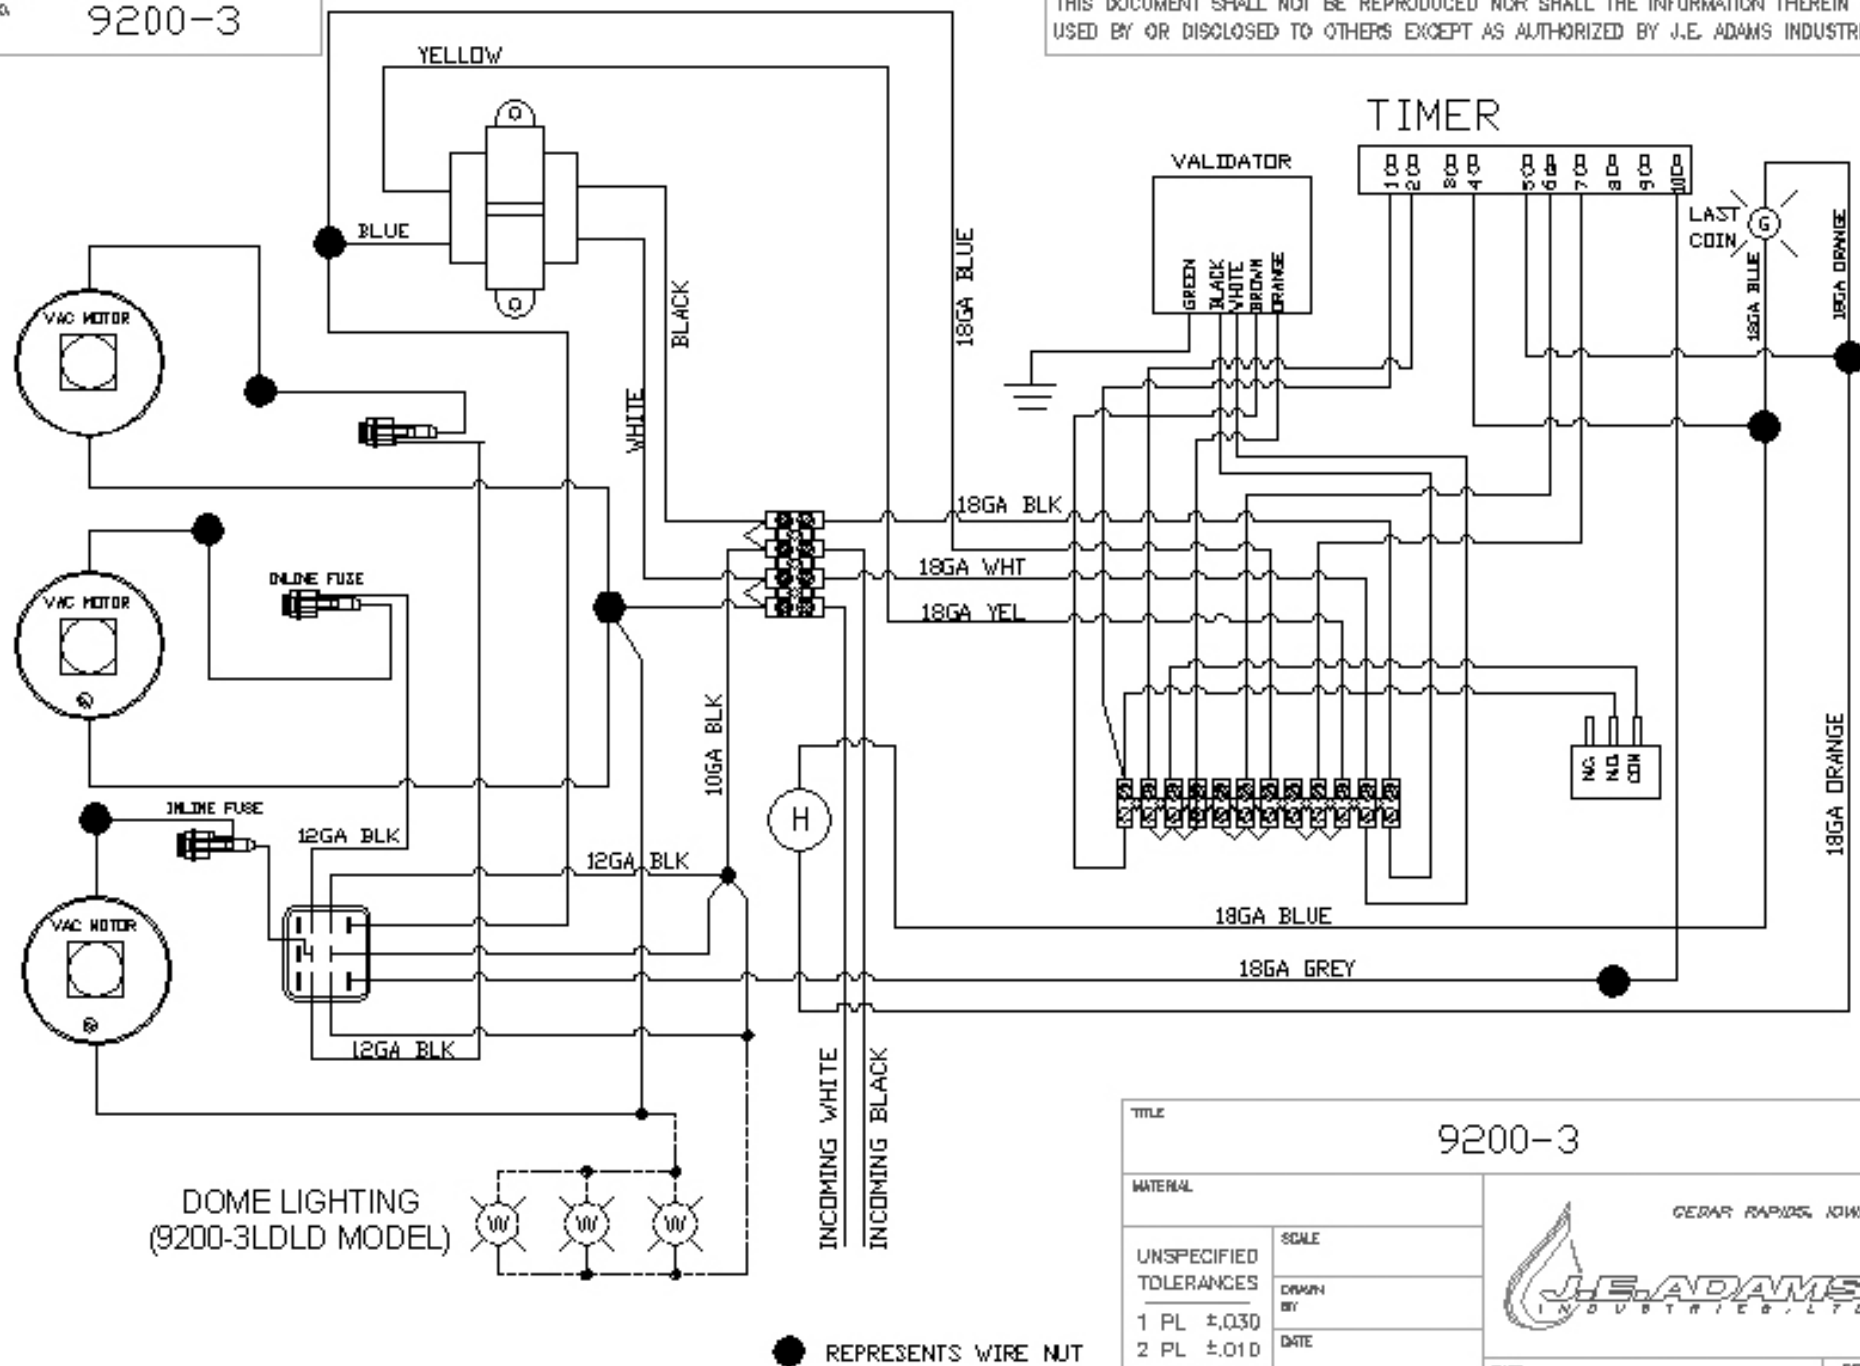 9200-3
THIS DOCUMENT SHALL NOT BE REPRODUCED NOR SHALL THE INFORMATION THEREIN
USED BY OR DISCLOSED TO OTHERS EXCEPT AS AUTHORIZED BY J.E. ADAMS INDUSTRI
YELLOW
TIMER
VALIDATOR
1 2 3 4 5 6 7 8 9 10
LAST
COIN
G
18GA BLUE
18GA ORANGE
BLUE
GREEN
BLACK
WHITE
BROWN
ORANGE
18GA BLUE
BLACK
WHITE
VAC MOTOR
18GA BLK
18GA WHT
18GA YEL
INLINE FUSE
VAC MOTOR
10GA BLK
N.C.
N.O.
COM
18GA ORANGE
INLINE FUSE
H
12GA BLK
12GA BLK
VAC MOTOR
18GA BLUE
18GA GREY
12GA BLK
INCOMING WHITE
INCOMING BLACK
DOME LIGHTING
(9200-3LDLD MODEL)
W W W
TITLE
9200-3
MATERIAL
CEDAR RAPIDS, IOW
UNSPECIFIED
TOLERANCES
1 PL ±.030
2 PL ±.010
SCALE
DRAWN
BY
DATE
J.E.ADAMS
INDUSTRIES, LT
REPRESENTS WIRE NUT